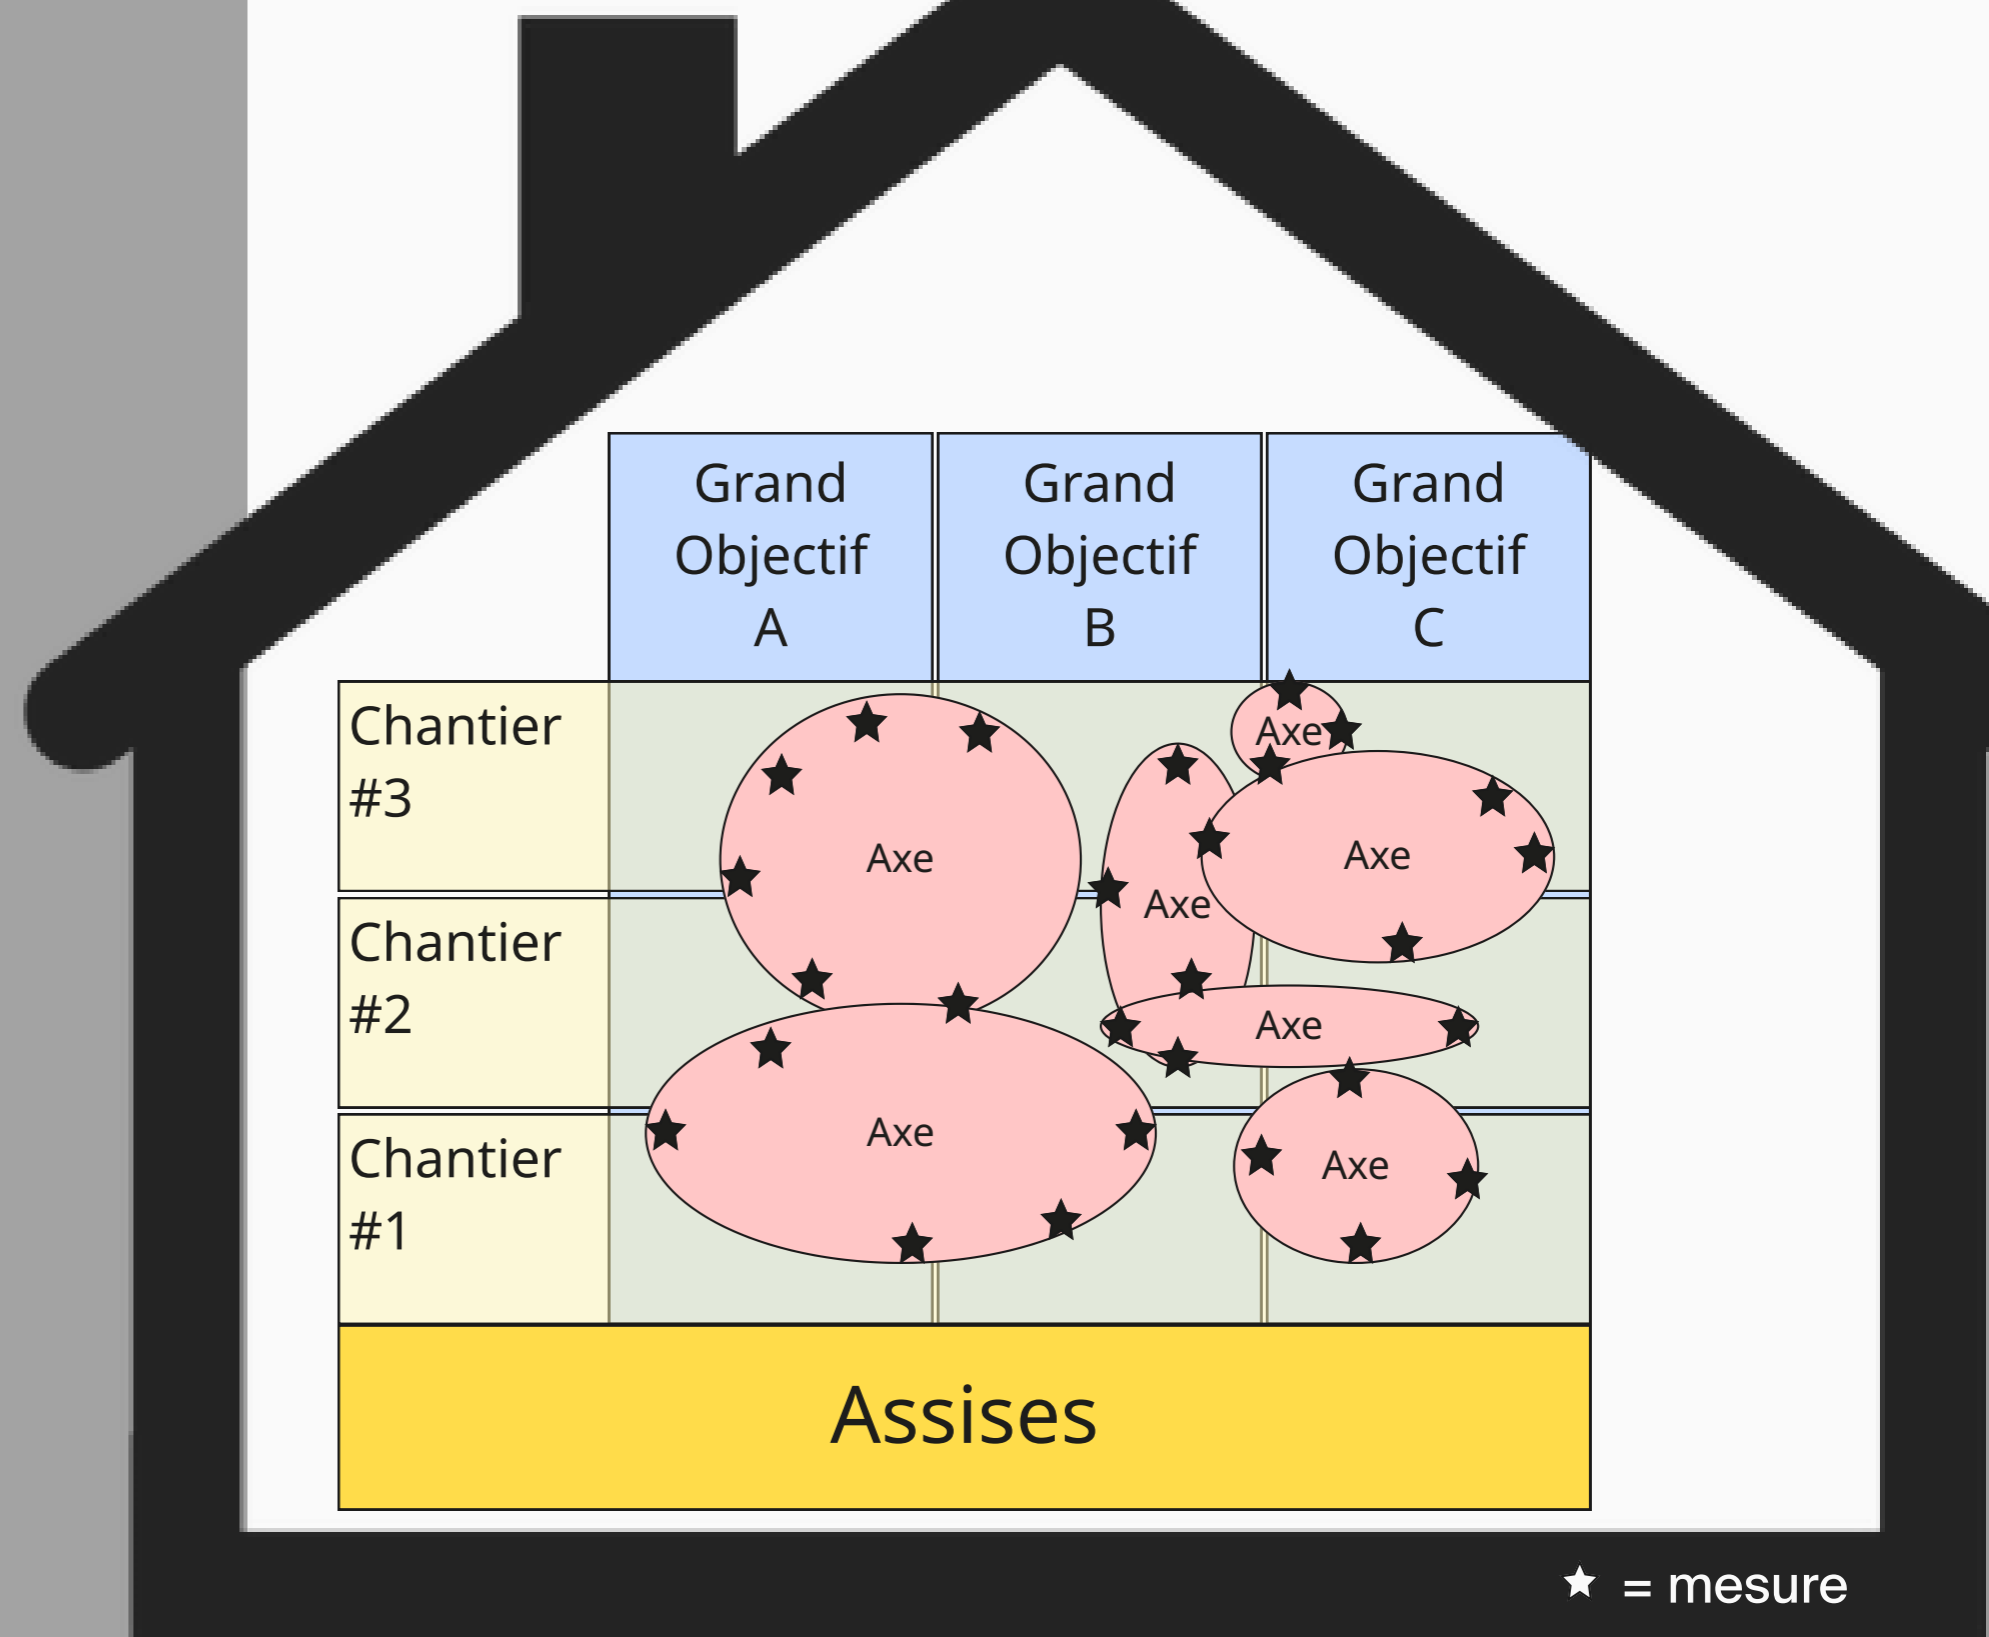 Grand
Objectif
A
Grand
Objectif
B
Grand
Objectif
C
Chantier
#3
Axe
Axe
Axe
Axe
Chantier
#2
Axe
Chantier
#1
Axe
Axe
Assises
★ = mesure